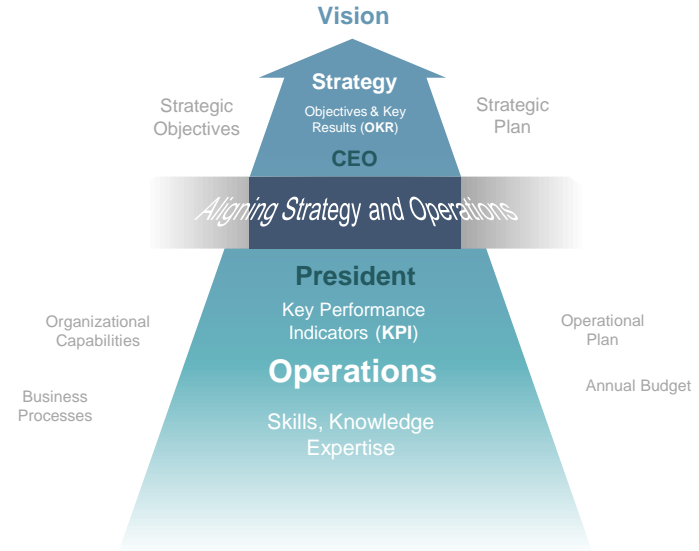 Vision
Strategy
Objectives & Key
Results (OKR)
CEO
Strategic
Objectives
Strategic
Plan
Aligning Strategy and Operations
President
Key Performance
Indicators (KPI)
Operations
Skills, Knowledge
Expertise
Organizational
Capabilities
Business
Processes
Operational
Plan
Annual Budget